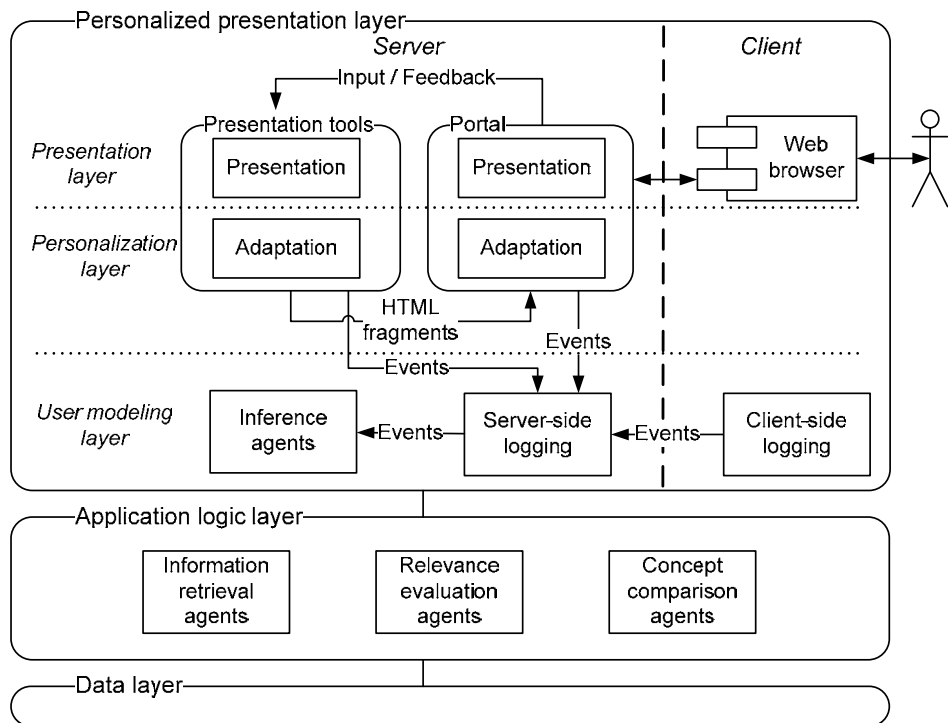 Personalized presentation layer
Server
Client
Input / Feedback
Presentation tools
Portal
Presentation
layer
Presentation
Presentation
Web
browser
Personalization
layer
Adaptation
Adaptation
HTML
fragments
Events
Events
User modeling
layer
Inference
agents
Events
Server-side
logging
Events
Client-side
logging
Application logic layer
Information
retrieval
agents
Relevance
evaluation
agents
Concept
comparison
agents
Data layer